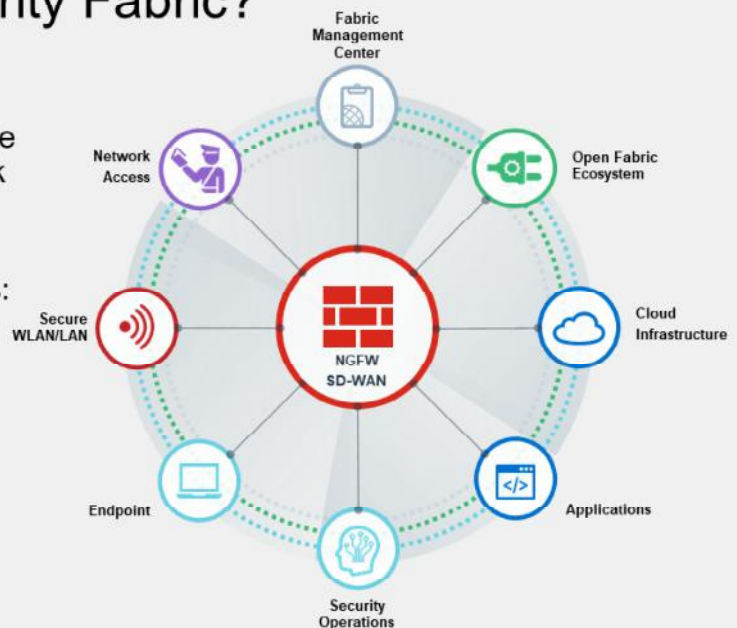 rity Fabric?
Fabric
Management
Center
e
k
Network
Access
Open Fabric
Ecosystem
s:
Secure
WLAN/LAN
Cloud
Infrastructure
NGFW
SD-WAN
</>
Endpoint
Applications
Security
Operations